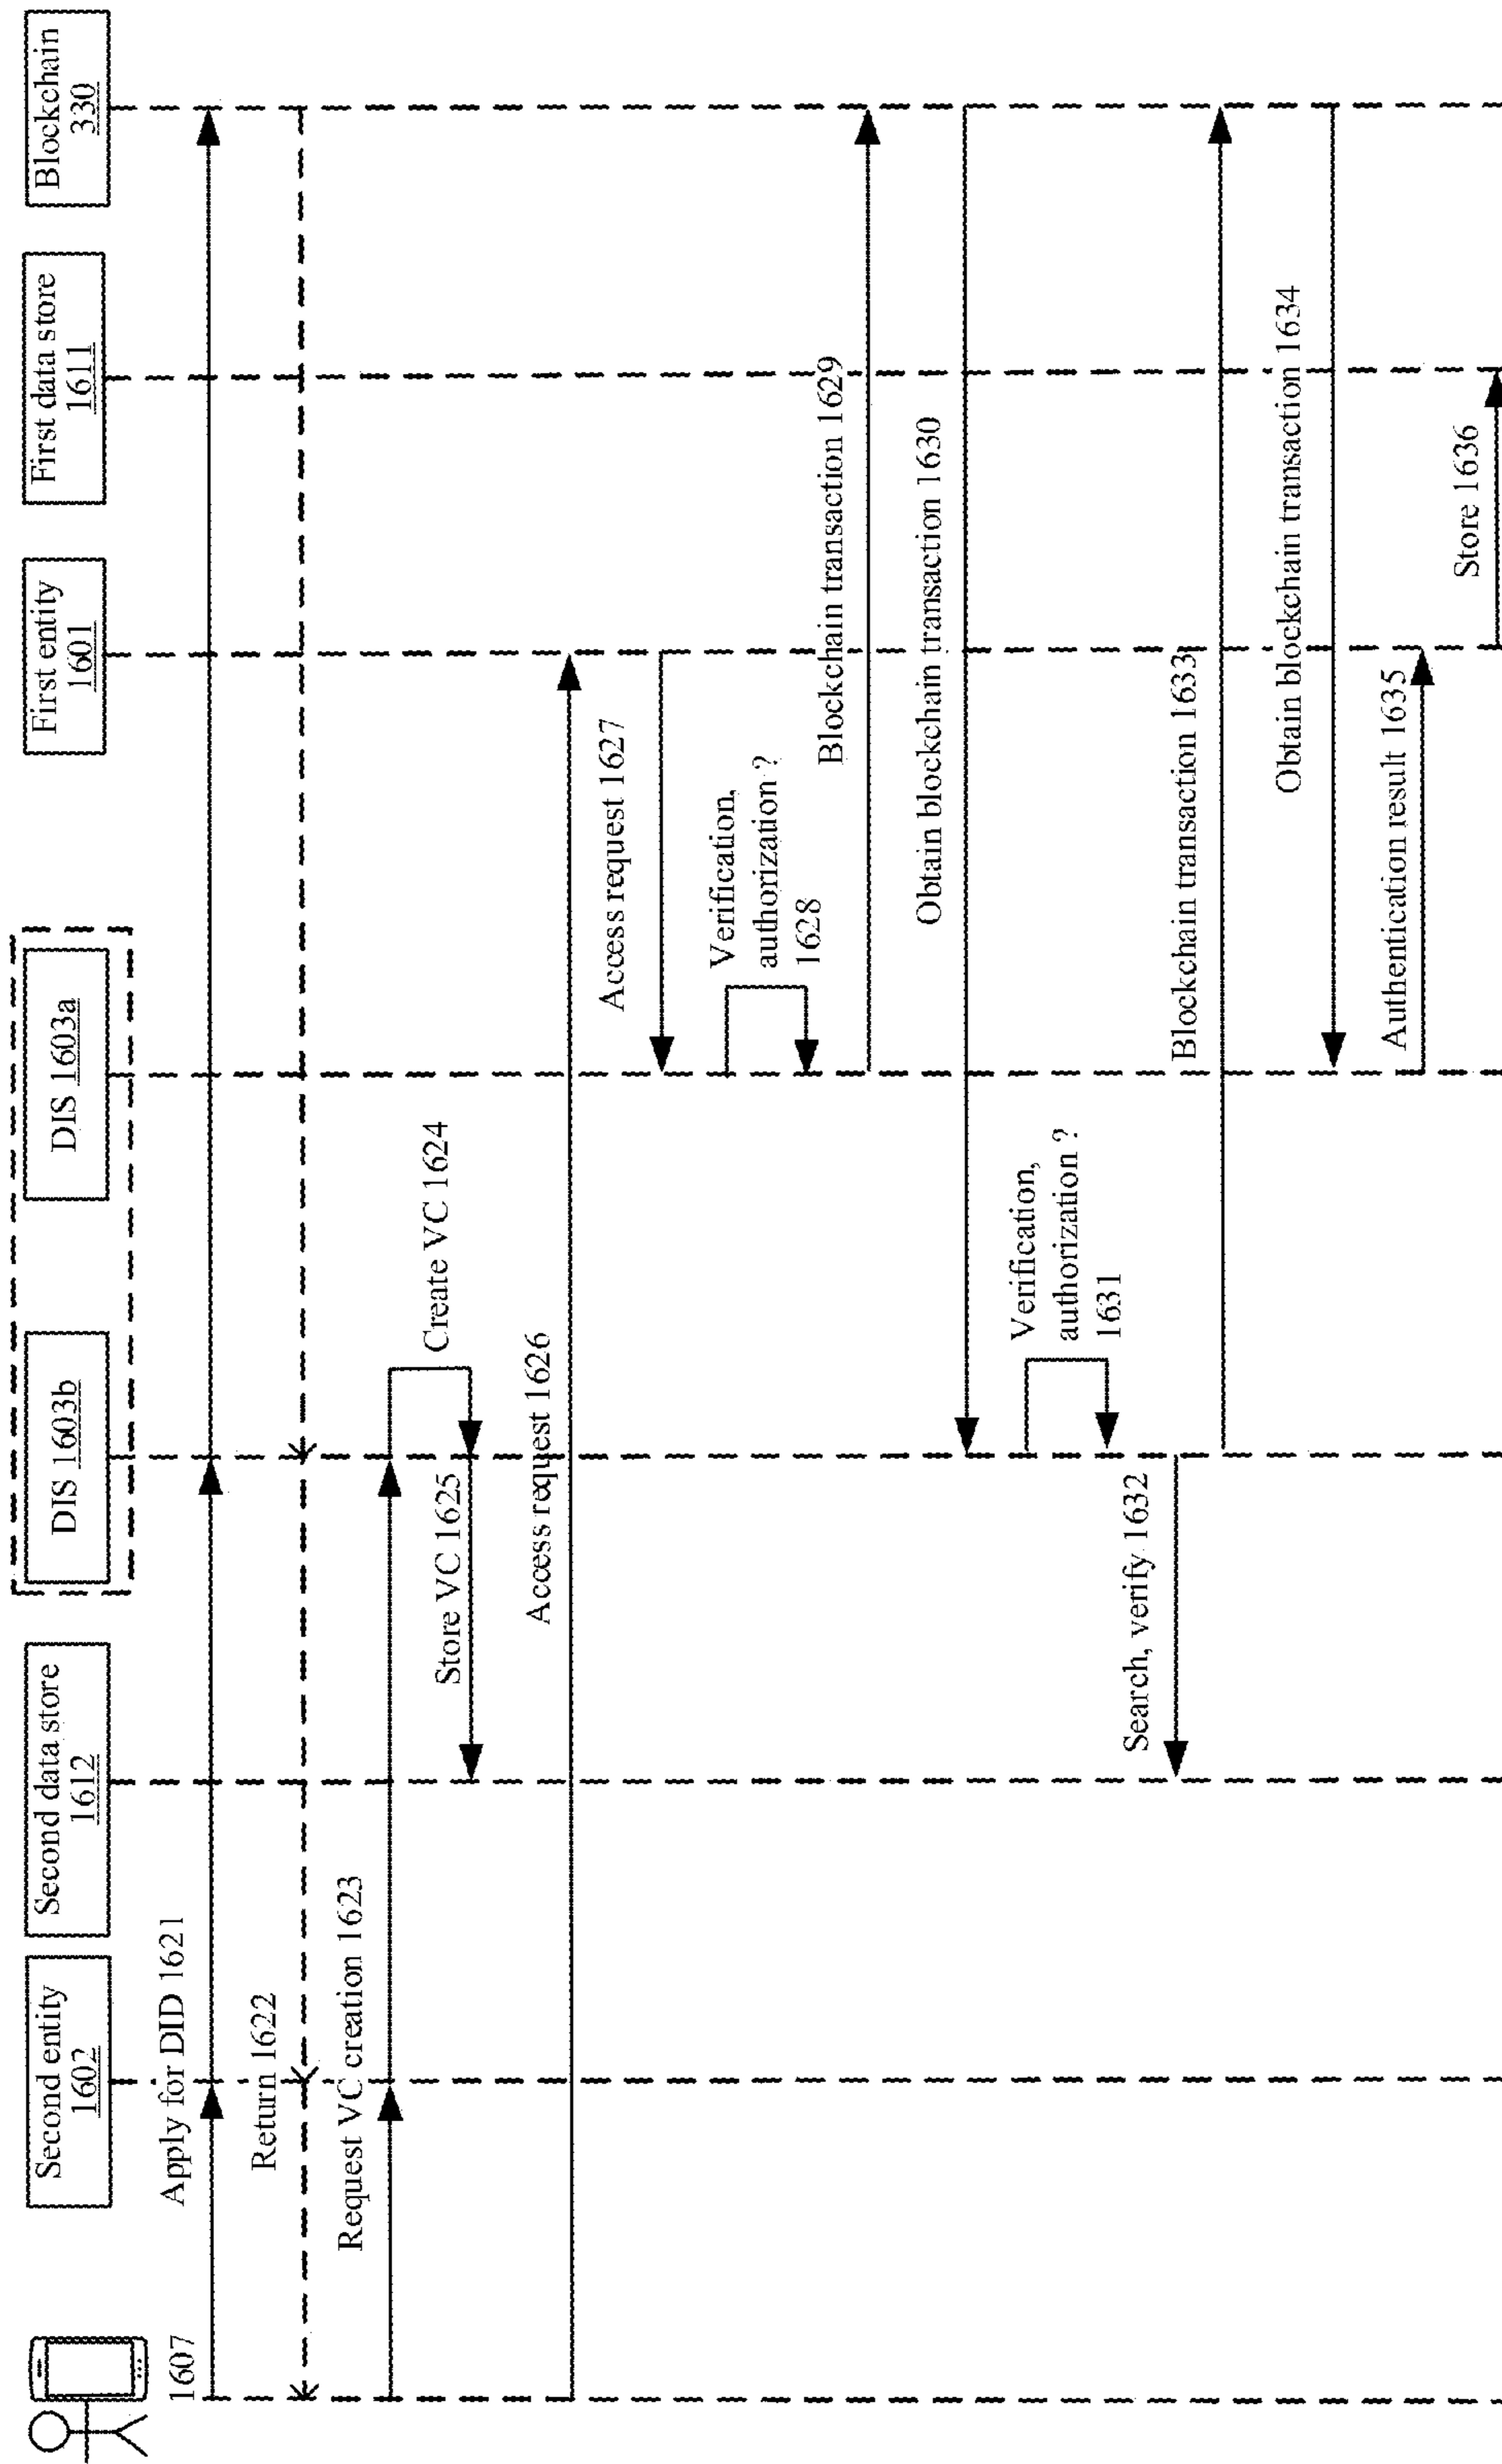 1607
Second entity
1602
Second data store
1612
DIS 1603b
DIS 1603a
First entity
1601
First data store
1611
Blockchain
330
Apply for DID 1621
Return 1622
Request VC creation 1623
Create VC 1624
Store VC 1625
Access request 1626
Access request 1627
Verification,
authorization ?
1628
Blockchain transaction 1629
Obtain blockchain transaction 1630
Verification,
authorization ?
1631
Search, verify 1632
Blockchain transaction 1633
Obtain blockchain transaction 1634
Authentication result 1635
Store 1636